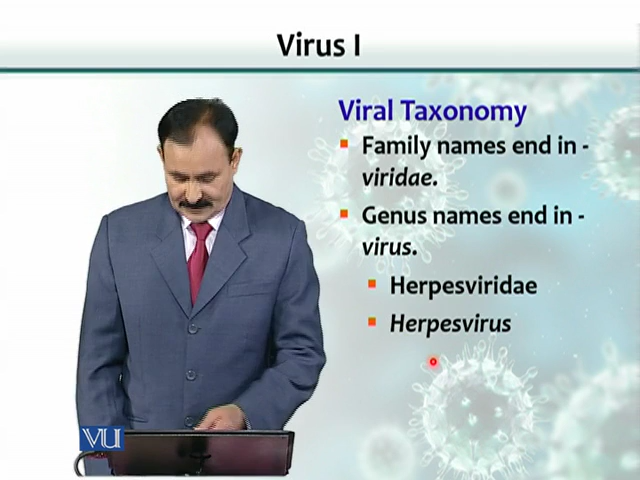 Virus I
Viral Taxonomy
Family names end in -
viridae.
Genus names end in -
virus.
Herpesviridae
Herpesvirus
VU